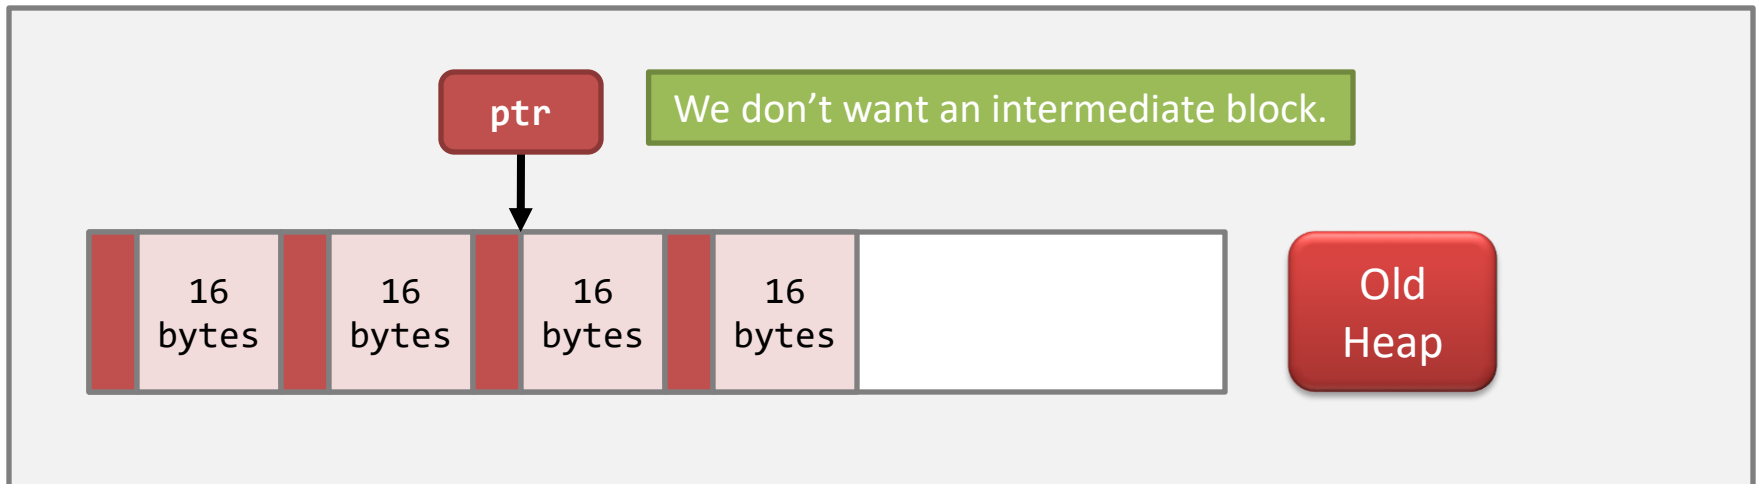 ptr
We don’t want an intermediate block.
16
bytes
16
bytes
16
bytes
16
bytes
Old
Heap